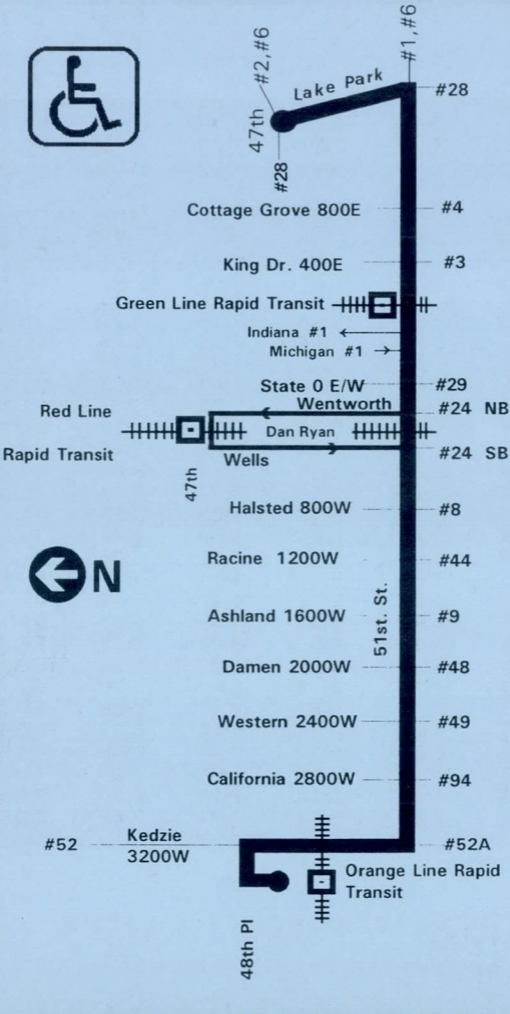 #2,#6
#1,#6
47th
Lake Park
#28
#28
Cottage Grove 800E
#4
King Dr. 400E
#3
Green Line Rapid Transit
Indiana #1
Michigan #1
State 0 E/W
#29
Wentworth
#24 NB
Red Line
Dan Ryan
Rapid Transit
Wells
#24 SB
47th
Halsted 800W
#8
Racine 1200W
#44
N
51st. St.
Ashland 1600W
#9
Damen 2000W
#48
Western 2400W
#49
California 2800W
#94
#52
Kedzie
3200W
#52A
Orange Line Rapid
Transit
48th Pl